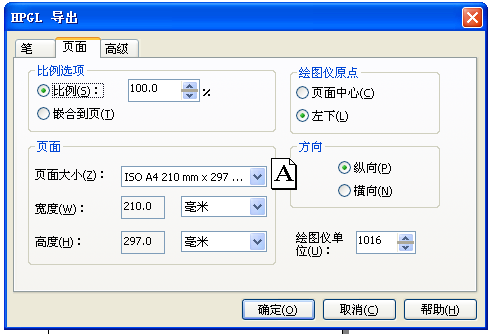 HPGL 导出
笔 页面 高级
比例选项
比例(S): 100.0 %
嵌合到页(T)
绘图仪原点
页面中心(C)
左下(L)
页面
页面大小(Z): ISO A4 210 mm x 297 ...
宽度(W): 210.0 毫米
高度(H): 297.0 毫米
A
方向
纵向(P)
横向(N)
绘图仪单
位(U): 1016
确定(O) 取消(C) 帮助(H)